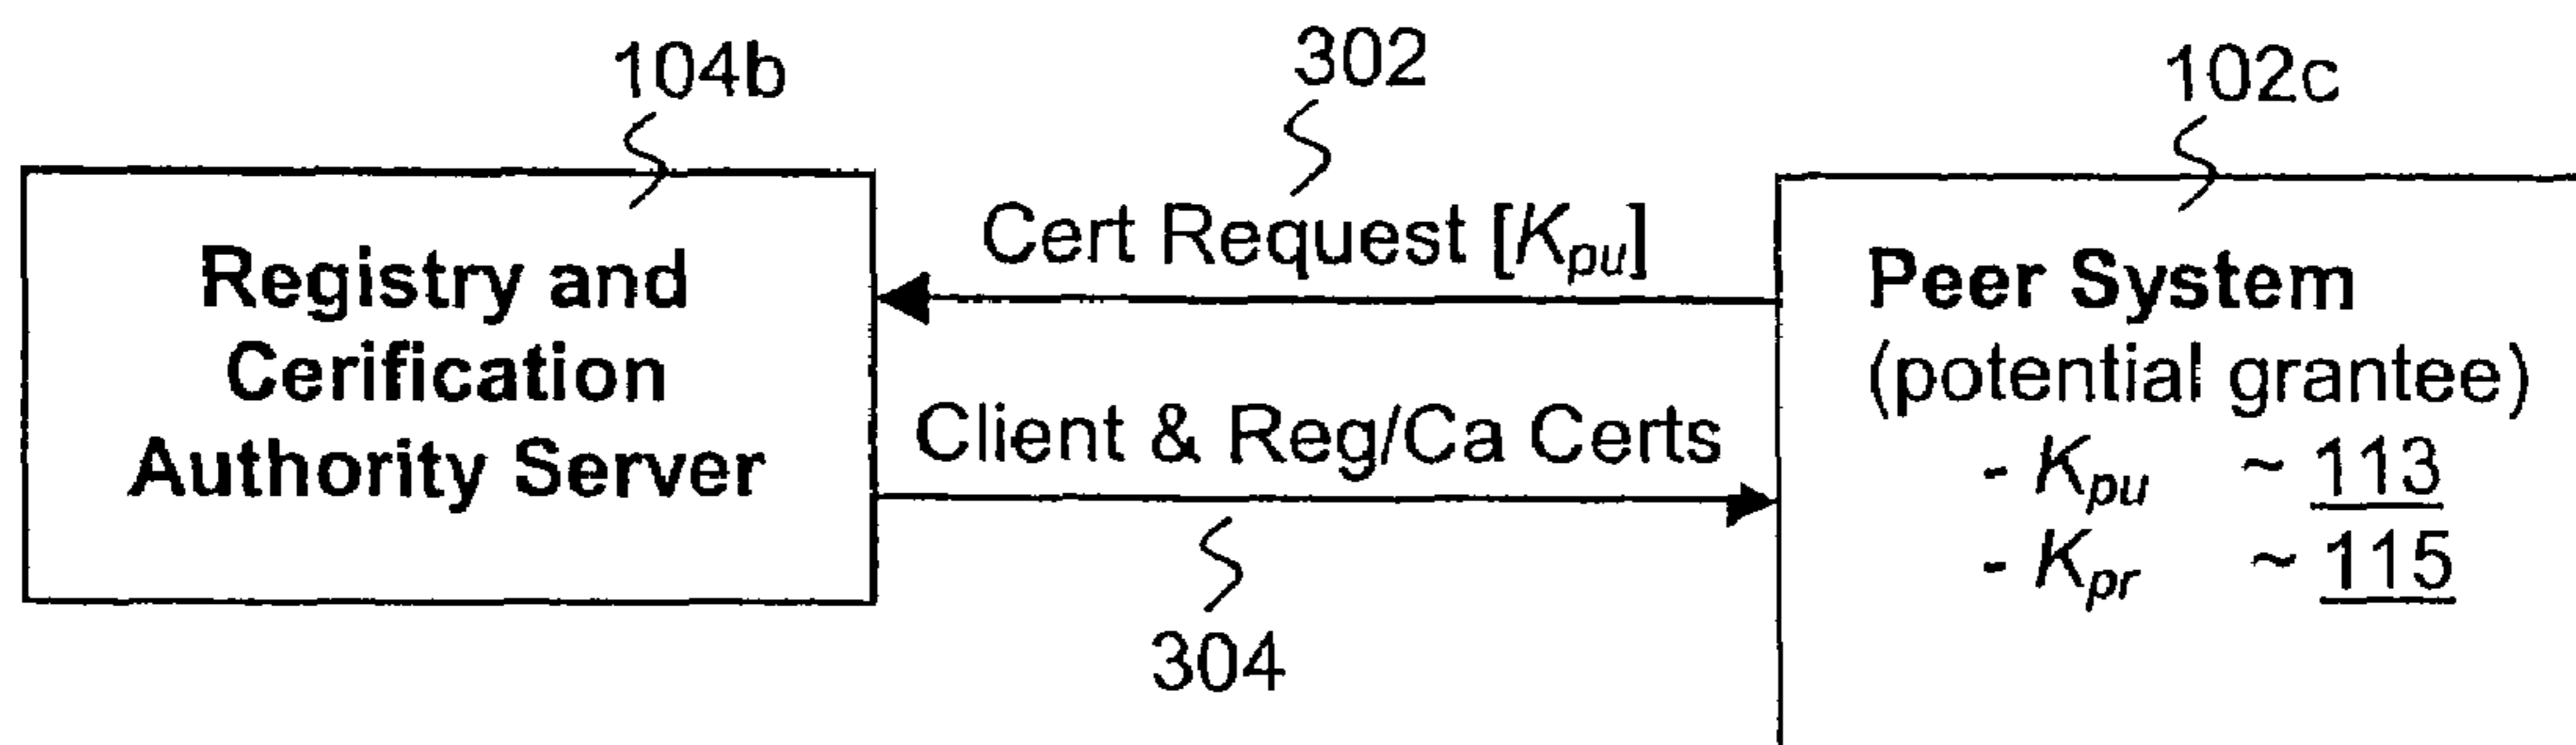 104b
302
102c
Registry and
Cerification
Authority Server
Cert Request [Kpu]
Client & Reg/Ca Certs
304
Peer System
(potential grantee)
- Kpu ~ 113
- Kpr ~ 115